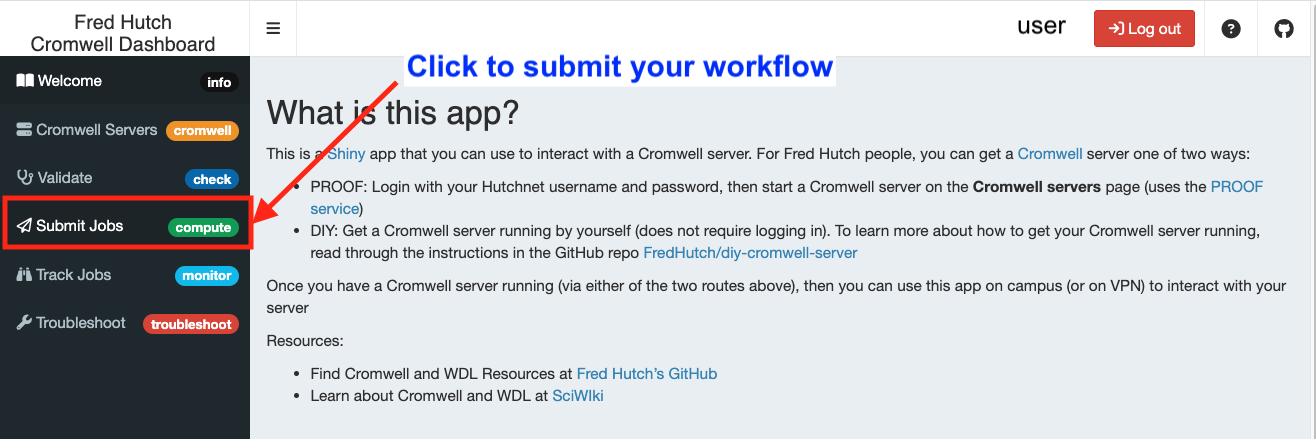 Fred Hutch
Cromwell Dashboard
user
Log out
?
Welcome
info
Cromwell Servers
cromwell
Validate
check
Submit Jobs
compute
Track Jobs
monitor
Troubleshoot
troubleshoot
Click to submit your workflow
What is this app?
This is a Shiny app that you can use to interact with a Cromwell server. For Fred Hutch people, you can get a Cromwell server one of two ways:
• PROOF: Login with your Hutchnet username and password, then start a Cromwell server on the Cromwell servers page (uses the PROOF
service)
• DIY: Get a Cromwell server running by yourself (does not require logging in). To learn more about how to get your Cromwell server running,
read through the instructions in the GitHub repo FredHutch/diy-cromwell-server
Once you have a Cromwell server running (via either of the two routes above), then you can use this app on campus (or on VPN) to interact with your
server
Resources:
• Find Cromwell and WDL Resources at Fred Hutch's GitHub
• Learn about Cromwell and WDL at SciWIki